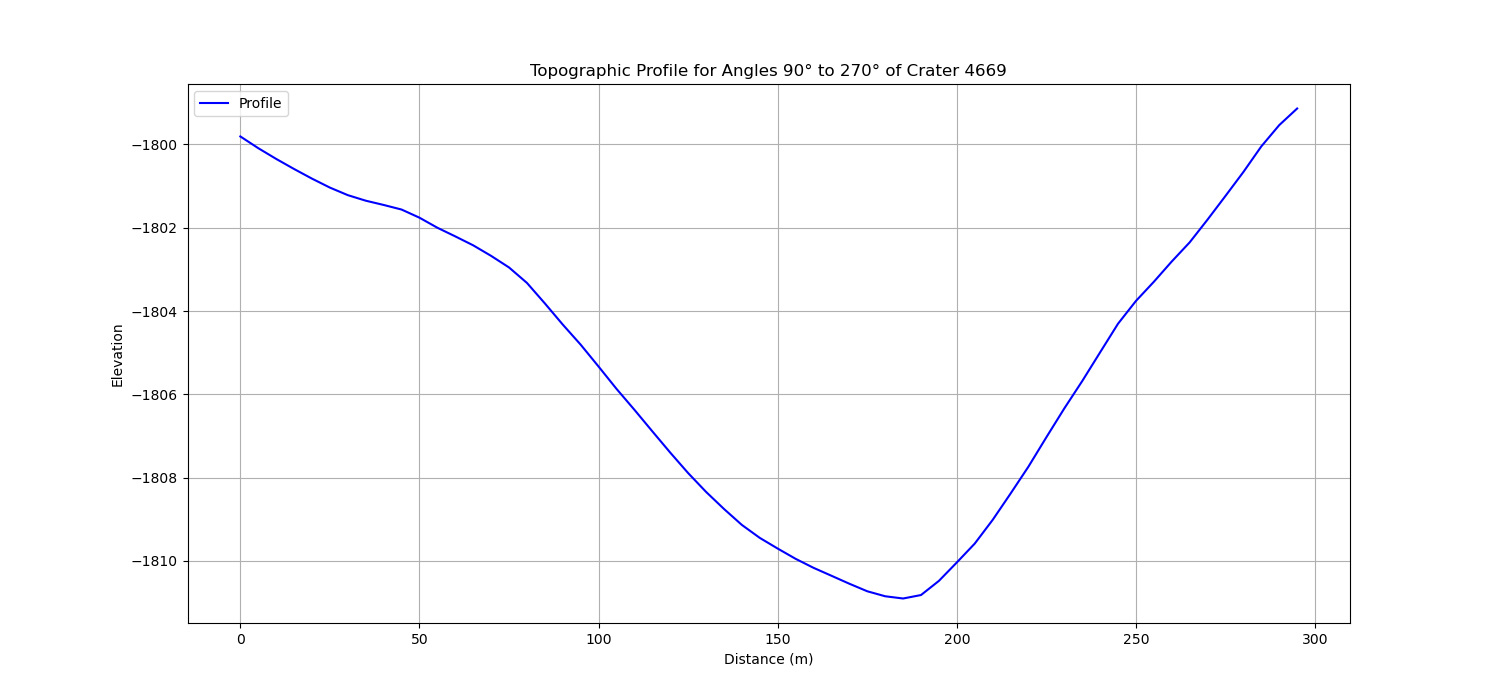 Topographic Profile for Angles 90° to 270° of Crater 4669
Profile
−1800
−1802
−1804
−1806
−1808
−1810
Elevation
0 50 100 150 200 250 300
Distance (m)